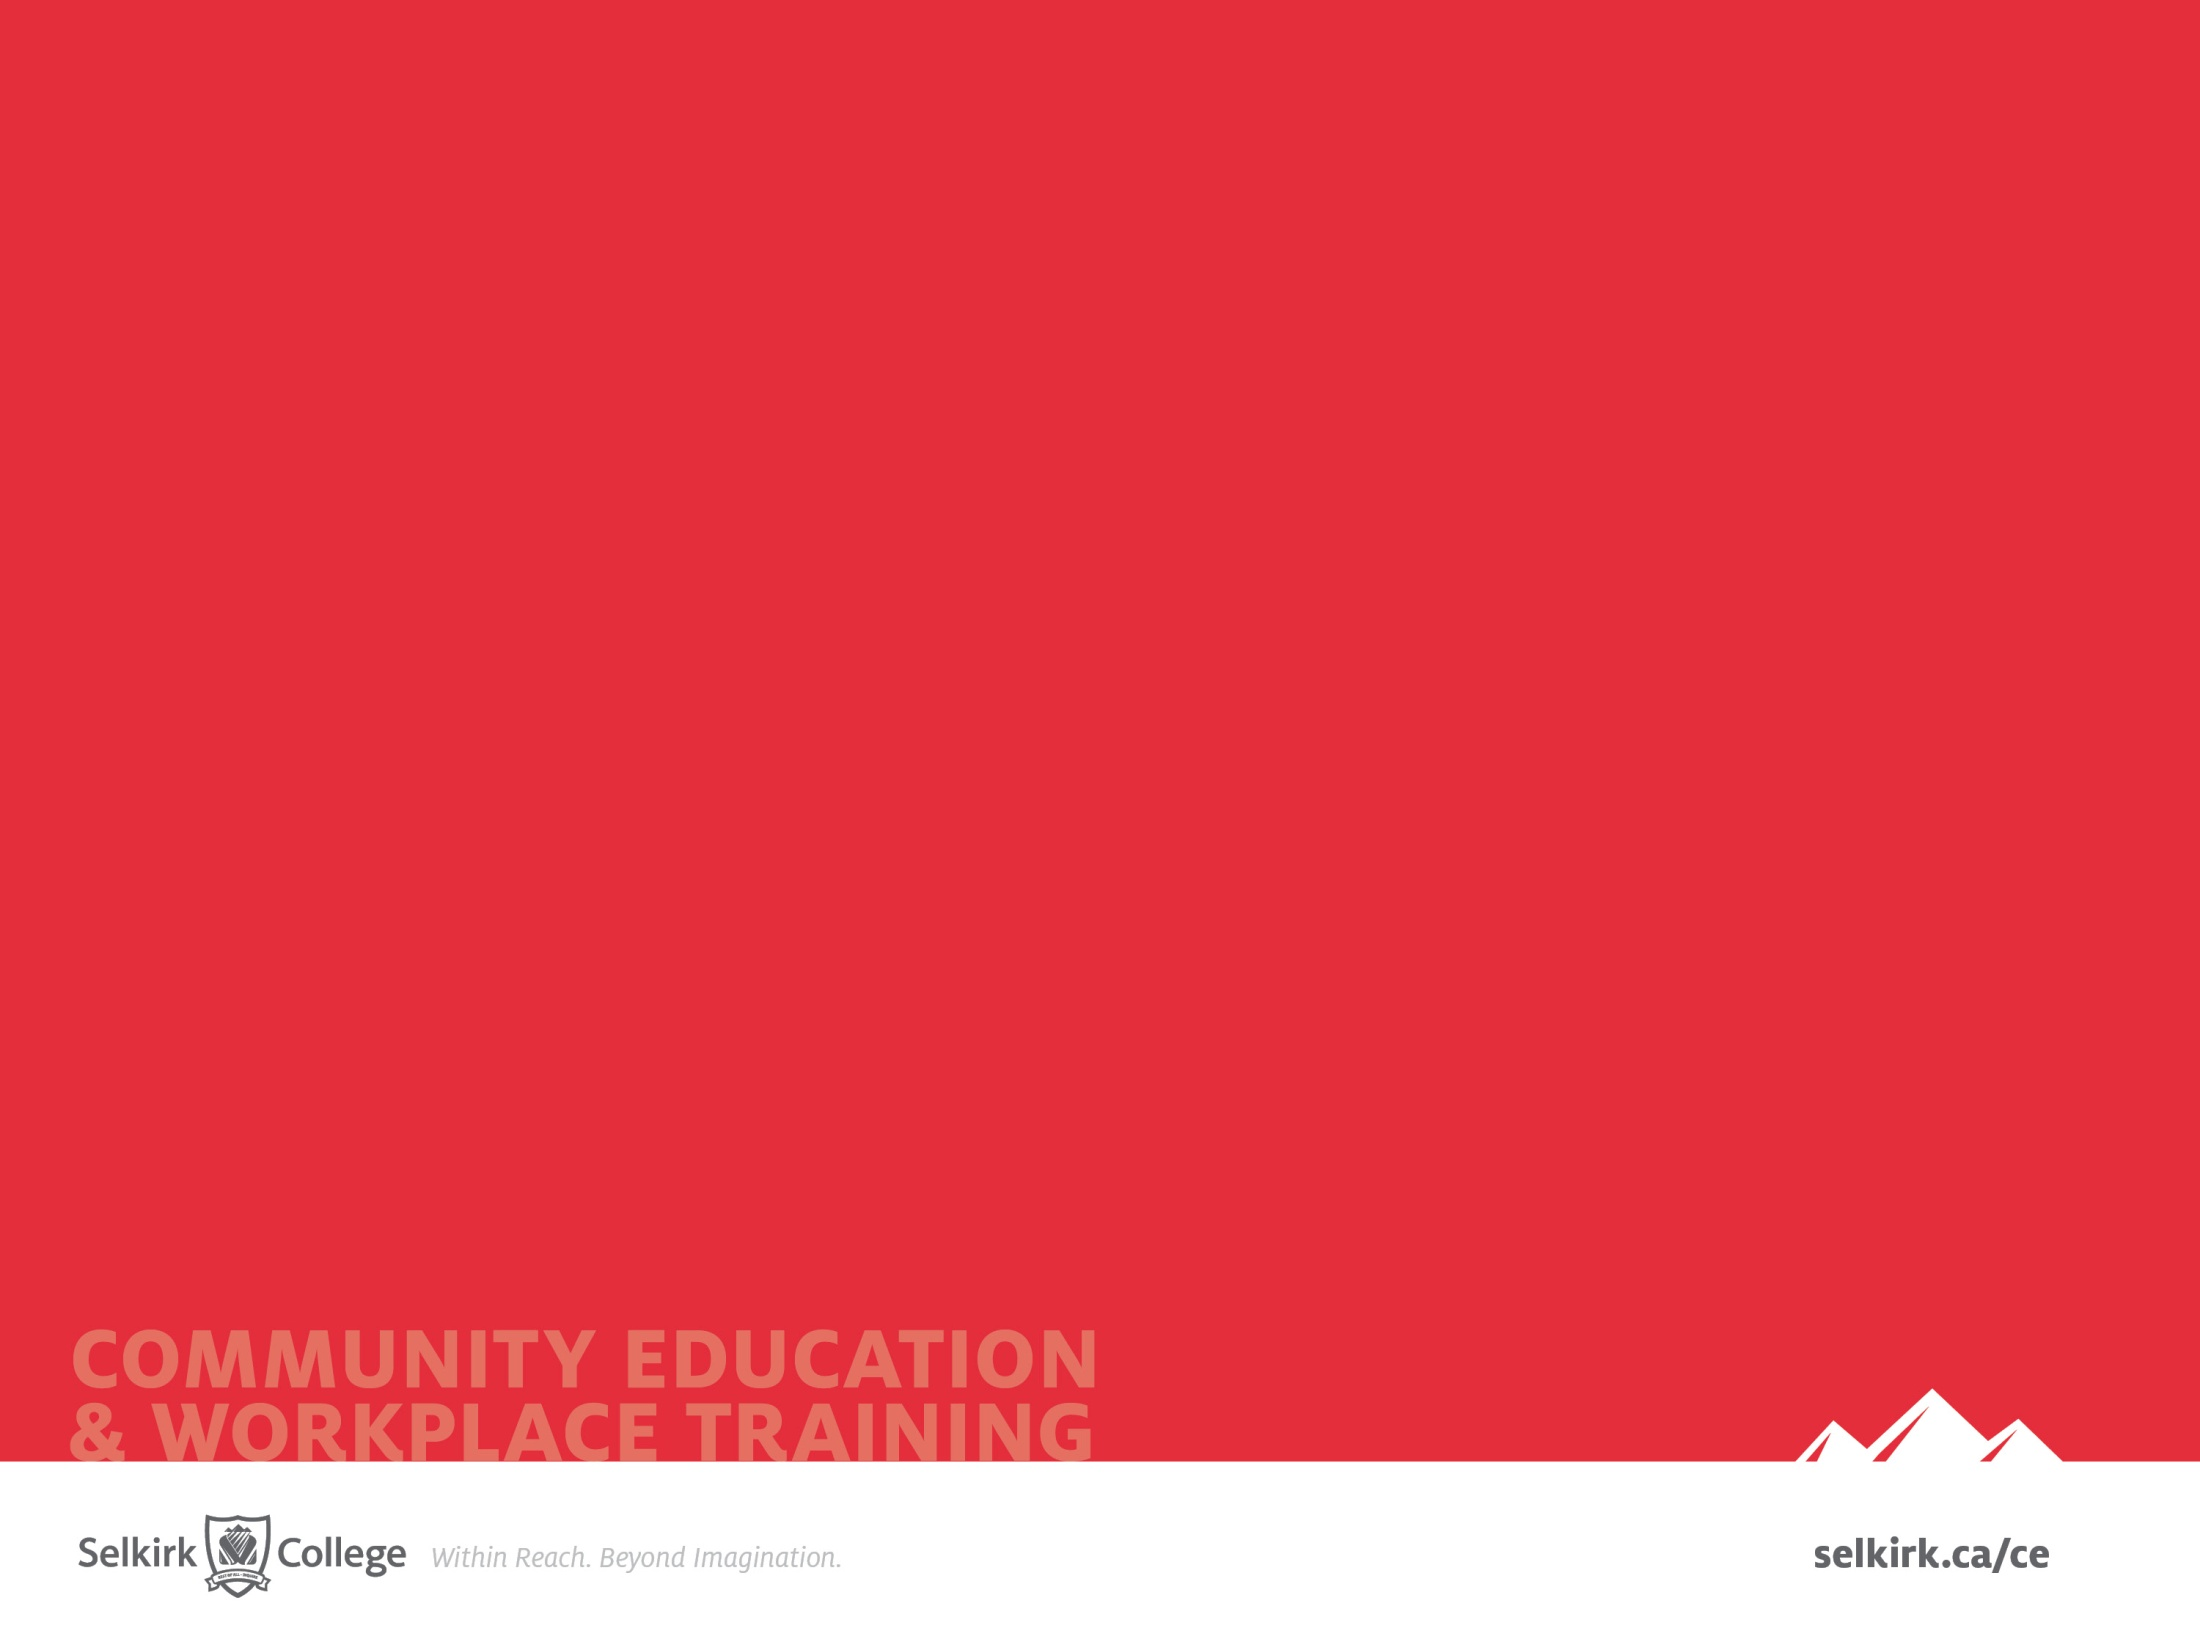 COMMUNITY EDUCATION
& WORKPLACE TRAINING
Selkirk College Within Reach. Beyond Imagination.
selkirk.ca/ce